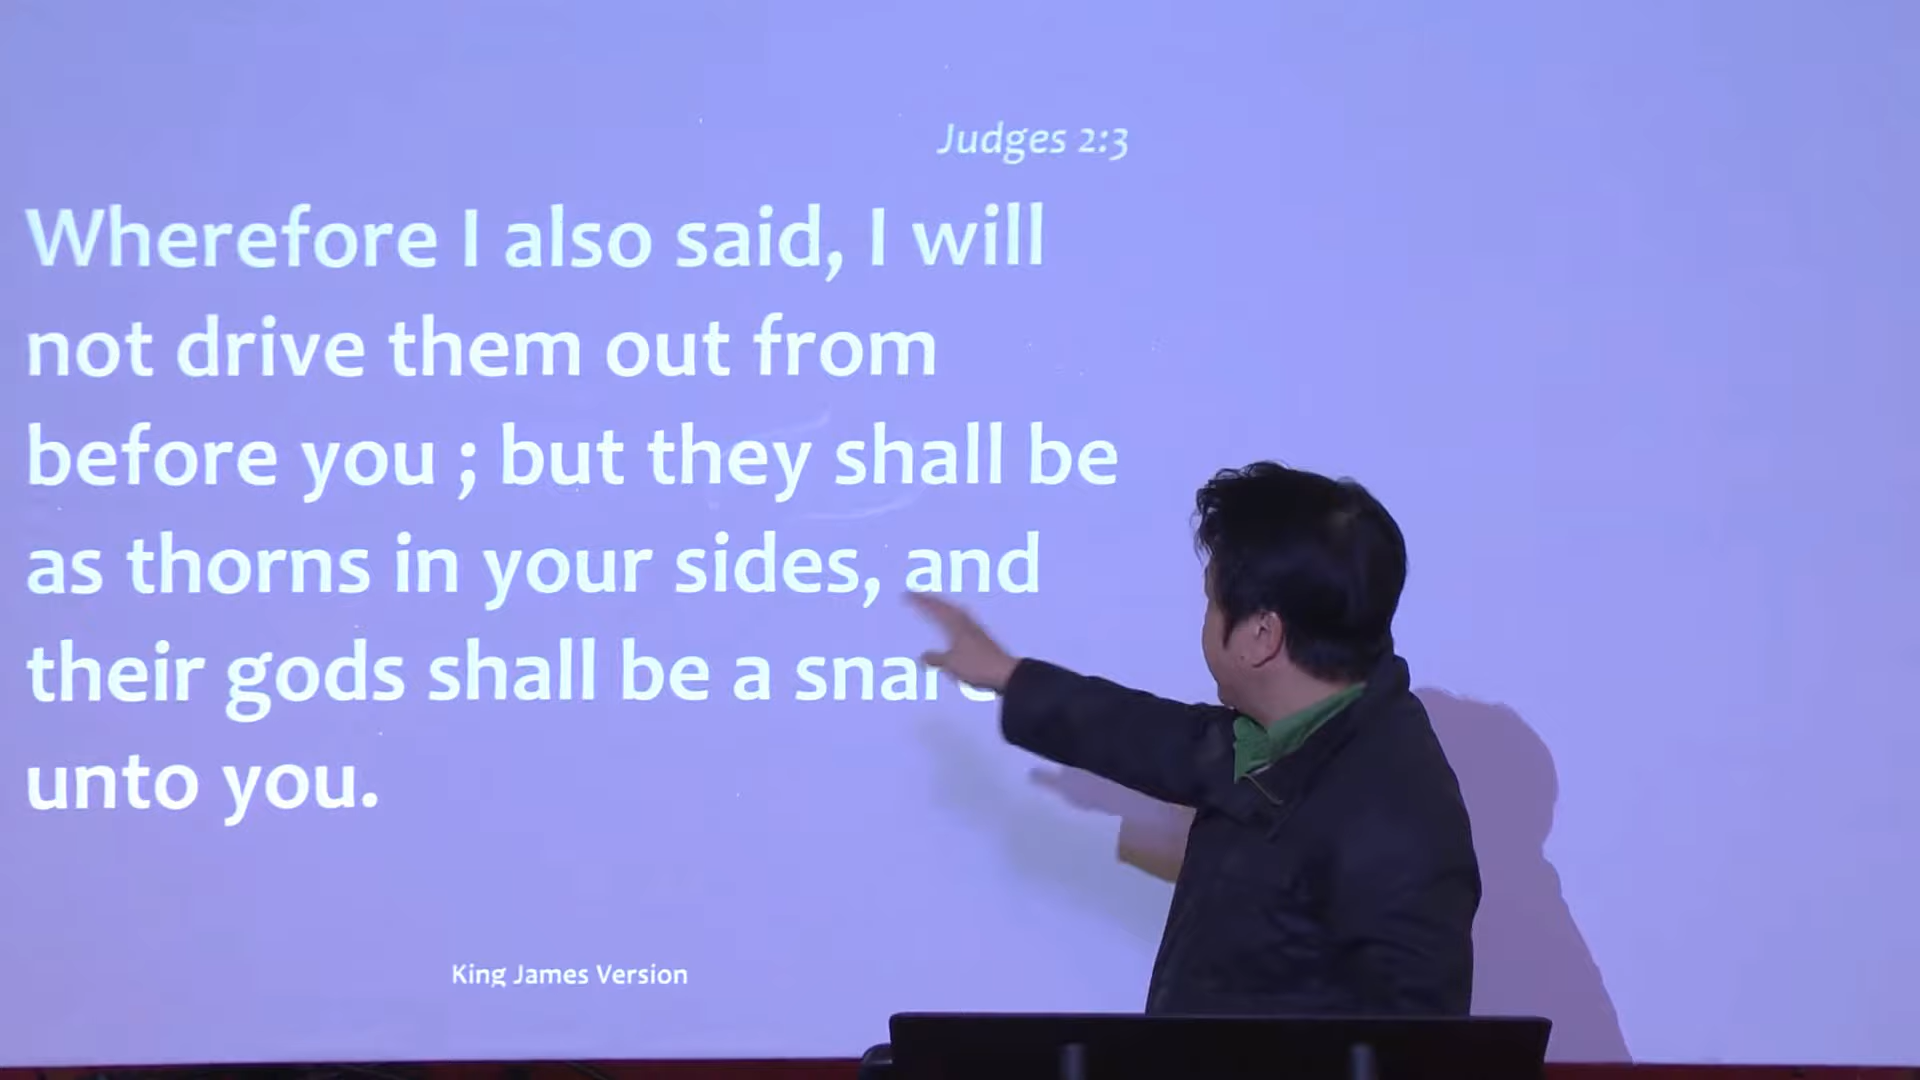 Judges 2:3
Wherefore I also said, I will
not drive them out from
before you ; but they shall be
as thorns in your sides, and
their gods shall be a snare
unto you.
King James Version